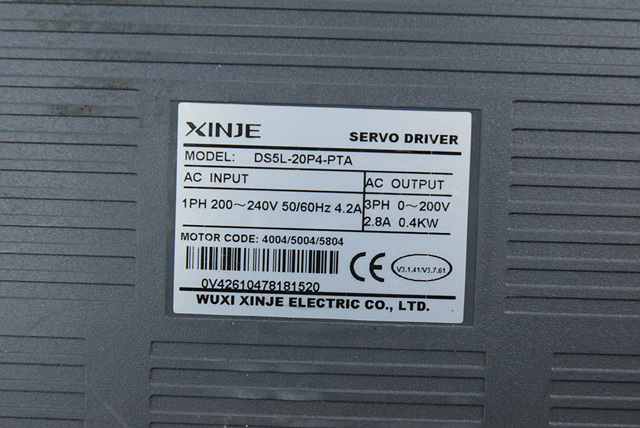 XINJE
SERVO DRIVER
MODEL: DS5L-20P4-PTA
AC INPUT
1PH 200~240V 50/60Hz 4.2A
AC OUTPUT
3PH 0~200V
2.8A 0.4KW
MOTOR CODE: 4004/5004/5804
CE
V3.1.41/V3.7.61
0V42610478181520
WUXI XINJE ELECTRIC CO., LTD.